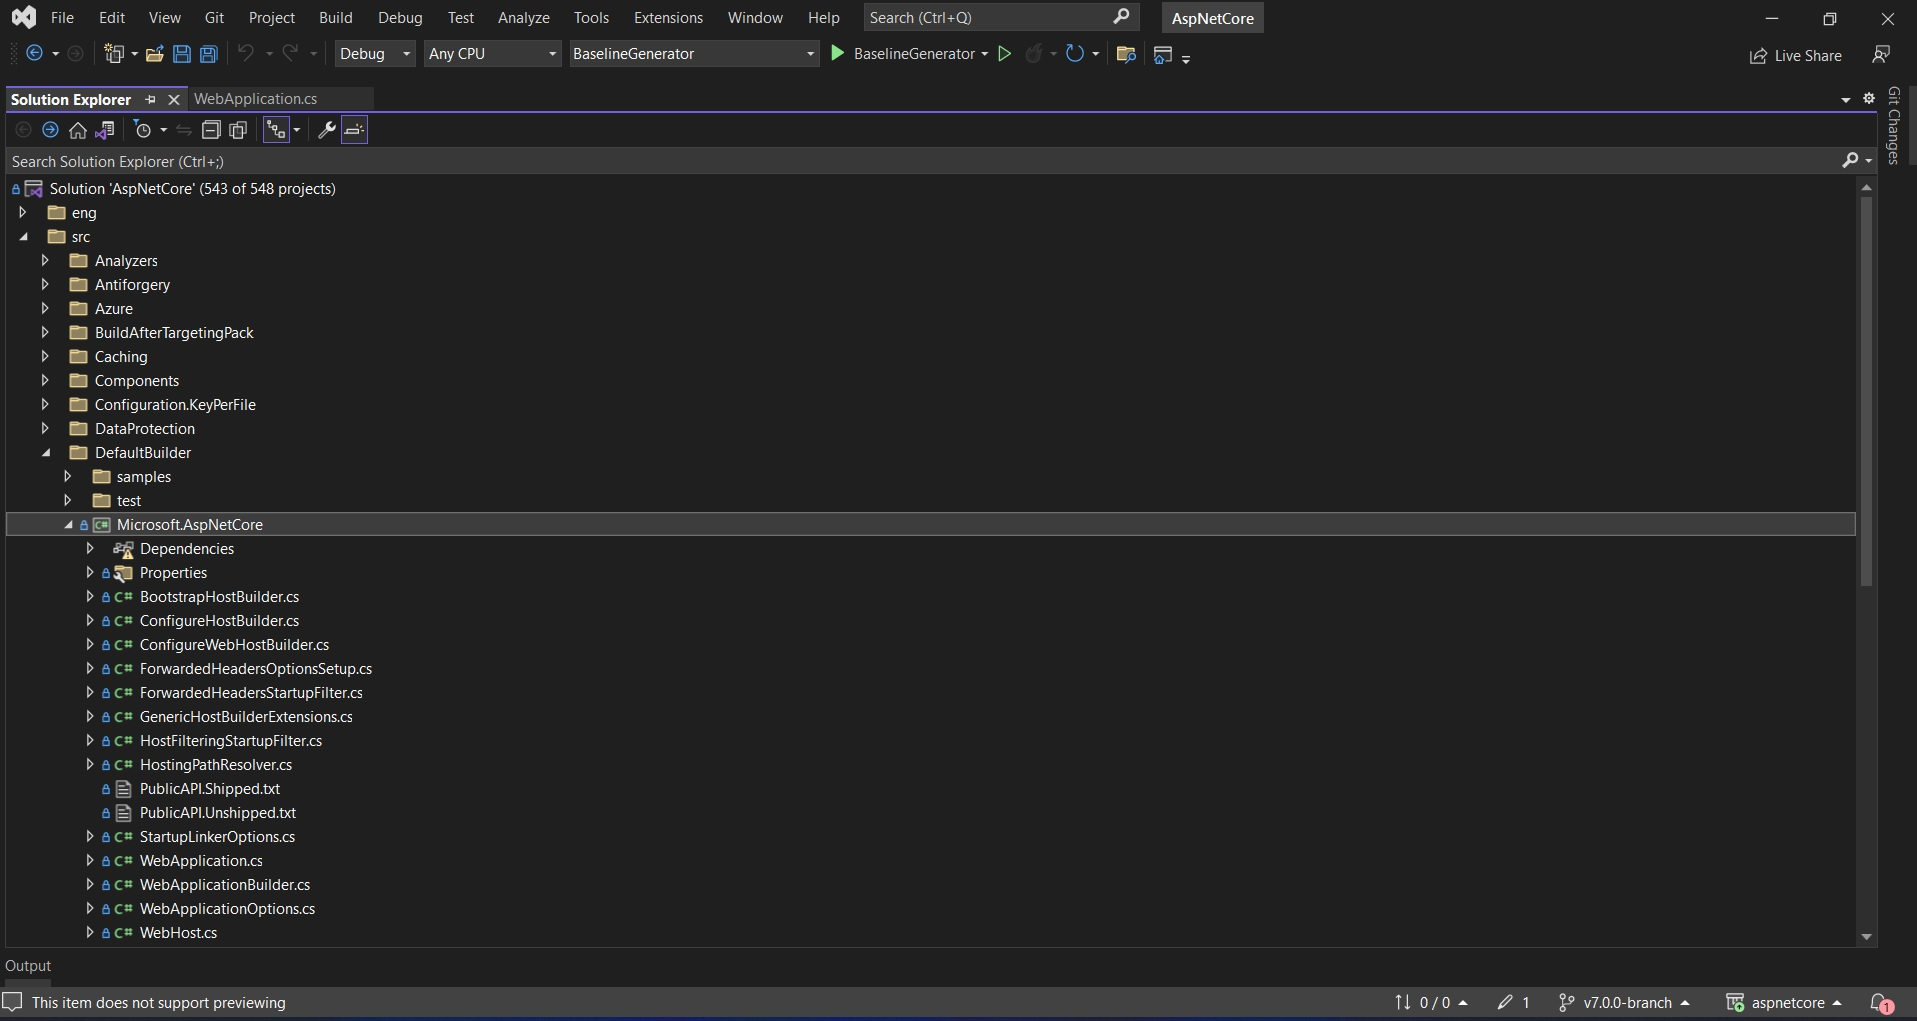 File Edit View Git Project Build Debug Test Analyze Tools Extensions Window Help Search (Ctrl+Q) AspNetCore
Debug Any CPU BaselineGenerator BaselineGenerator Live Share
Solution Explorer WebApplication.cs
Git Changes
Search Solution Explorer (Ctrl+;)
Solution 'AspNetCore' (543 of 548 projects)
eng
src
Analyzers
Antiforgery
Azure
BuildAfterTargetingPack
Caching
Components
Configuration.KeyPerFile
DataProtection
DefaultBuilder
samples
test
C# Microsoft.AspNetCore
Dependencies
Properties
C# BootstrapHostBuilder.cs
C# ConfigureHostBuilder.cs
C# ConfigureWebHostBuilder.cs
C# ForwardedHeadersOptionsSetup.cs
C# ForwardedHeadersStartupFilter.cs
C# GenericHostBuilderExtensions.cs
C# HostFilteringStartupFilter.cs
C# HostingPathResolver.cs
PublicAPI.Shipped.txt
PublicAPI.Unshipped.txt
C# StartupLinkerOptions.cs
C# WebApplication.cs
C# WebApplicationBuilder.cs
C# WebApplicationOptions.cs
C# WebHost.cs
Output
This item does not support previewing 0 / 0 1 v7.0.0-branch aspnetcore 1